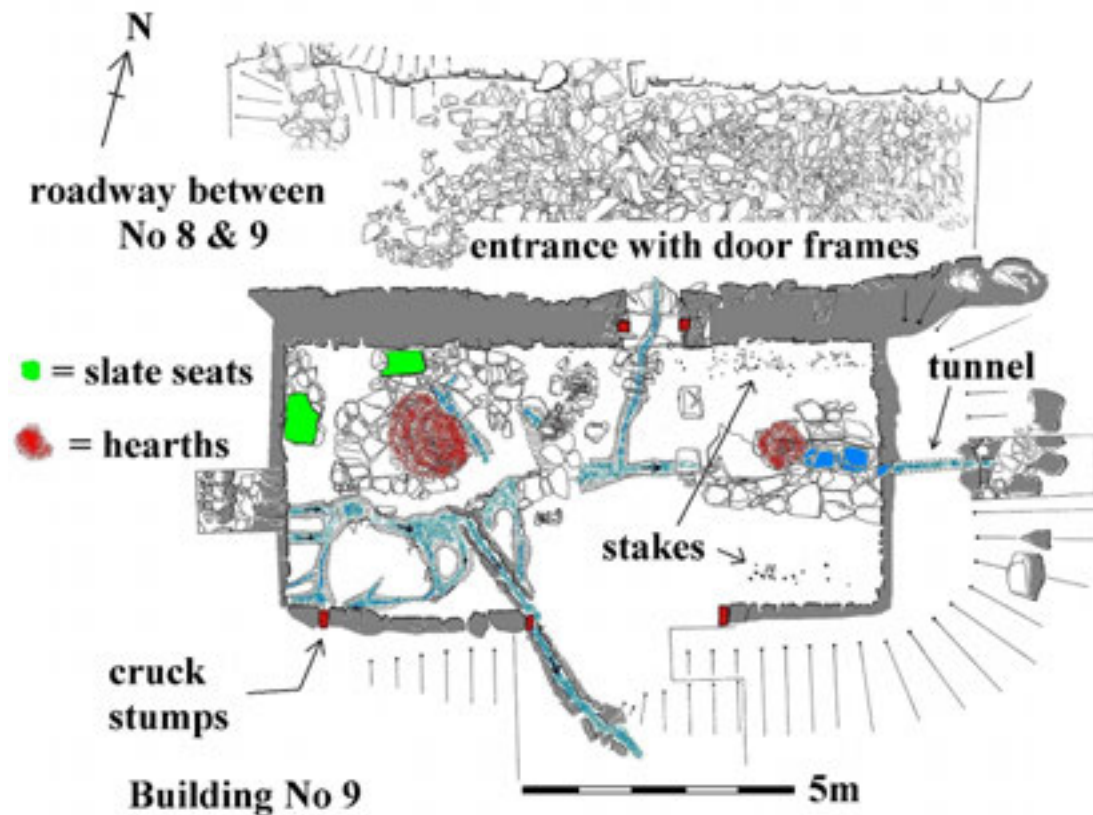 N
roadway between
No 8 & 9
entrance with door frames
= slate seats
tunnel
= hearths
stakes
cruck
stumps
Building No 9
5m